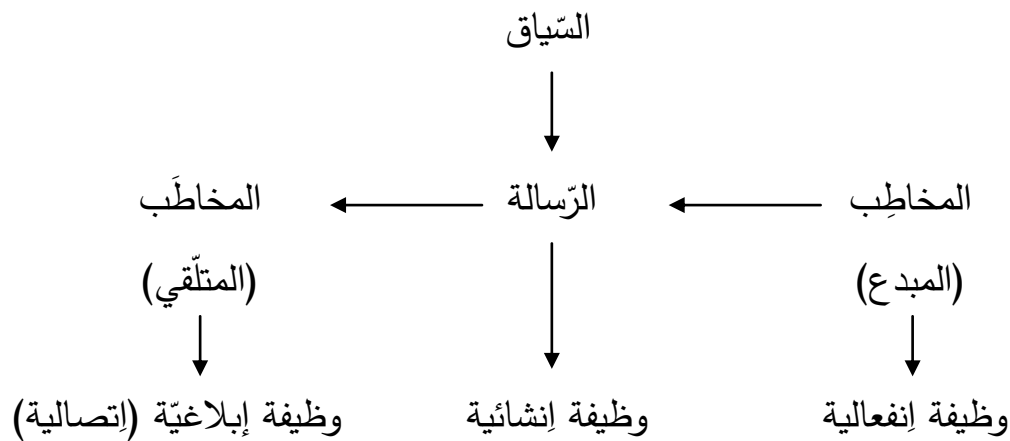 السّياق
المخاطِب الرّسالة المخاطَب
(المبدع) (المتلّقي)
وظيفة اِنفعالية وظيفة اِنشائية وظيفة إبلاغيّة (اِتصالية)